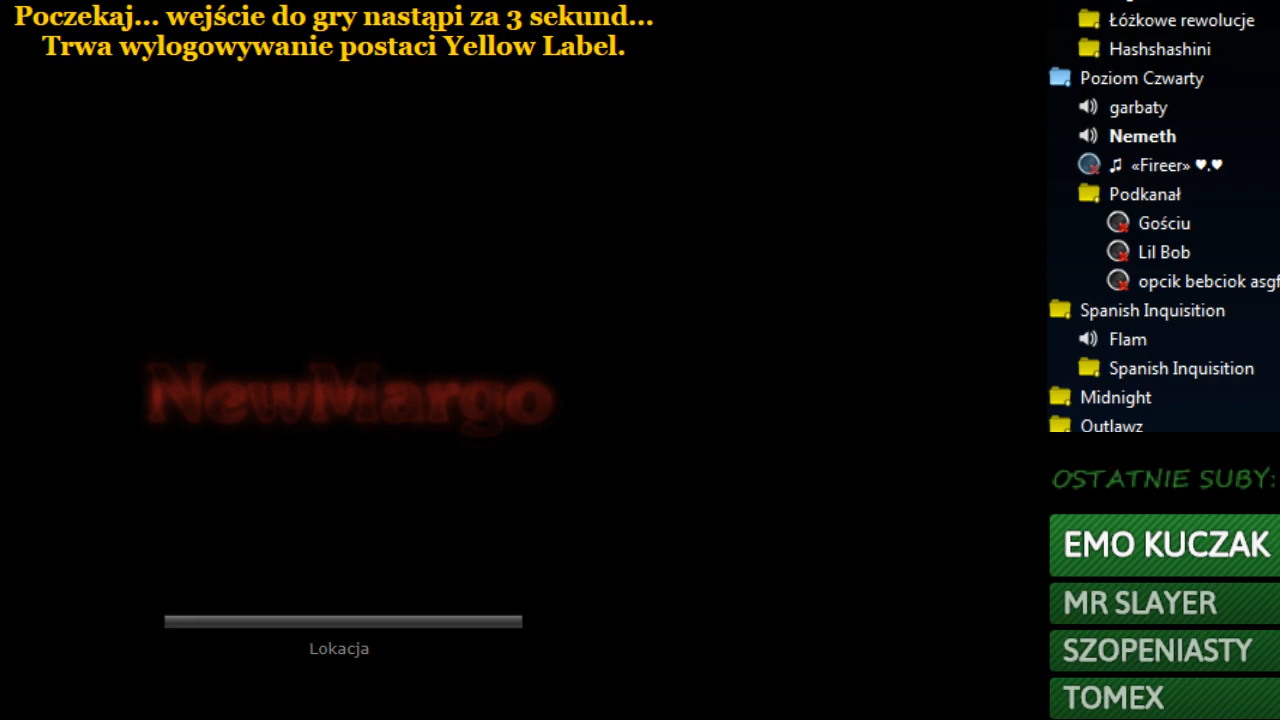 Poczekaj... wejście do gry nastąpi za 3 sekund...
Trwa wylogowywanie postaci Yellow Label.
NewMargo
Lokacja
Łóżkowe rewolucje
Hashshashini
Poziom Czwarty
garbaty
Nemeth
♫ «Fireer» ♥.♥
Podkanał
Gościu
Lil Bob
opcik bebciok asgf
Spanish Inquisition
Flam
Spanish Inquisition
Midnight
Outlawz
OSTATNIE SUBY:
EMO KUCZAK
MR SLAYER
SZOPENIASTY
TOMEX